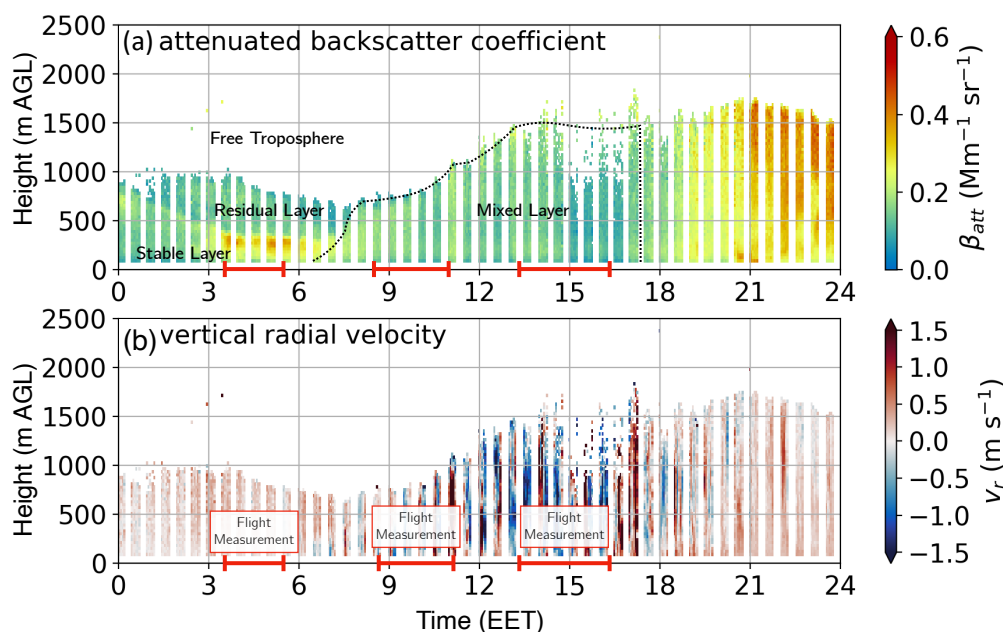 (a) attenuated backscatter coefficient
2500
2000
1500
1000
500
0
Height (m AGL)
Free Troposphere
Residual Layer
Mixed Layer
Stable Layer
0 3 6 9 12 15 18 21 24
0.6
0.4
0.2
0.0
βatt (Mm⁻¹ sr⁻¹)
(b) vertical radial velocity
2500
2000
1500
1000
500
0
Height (m AGL)
Flight
Measurement
Flight
Measurement
Flight
Measurement
0 3 6 9 12 15 18 21 24
Time (EET)
1.5
1.0
0.5
0.0
−0.5
−1.0
−1.5
vr (m s⁻¹)